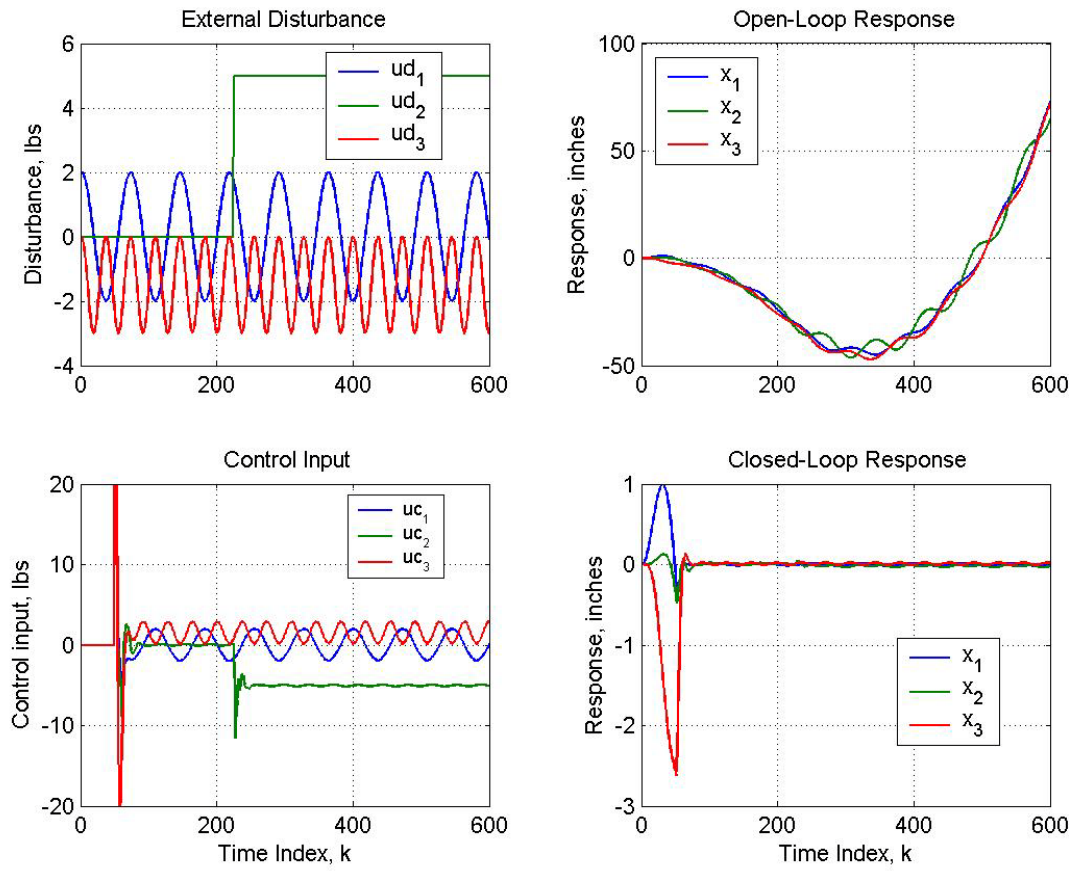 External Disturbance
6
4
2
0
-2
-4
0
200
400
600
Disturbance, lbs
ud1
ud2
ud3
Open-Loop Response
100
50
0
-50
0
200
400
600
Response, inches
x1
x2
x3
Control Input
20
10
0
-10
-20
0
200
400
600
Control input, lbs
Time Index, k
uc1
uc2
uc3
Closed-Loop Response
1
0
-1
-2
-3
0
200
400
600
Response, inches
Time Index, k
x1
x2
x3